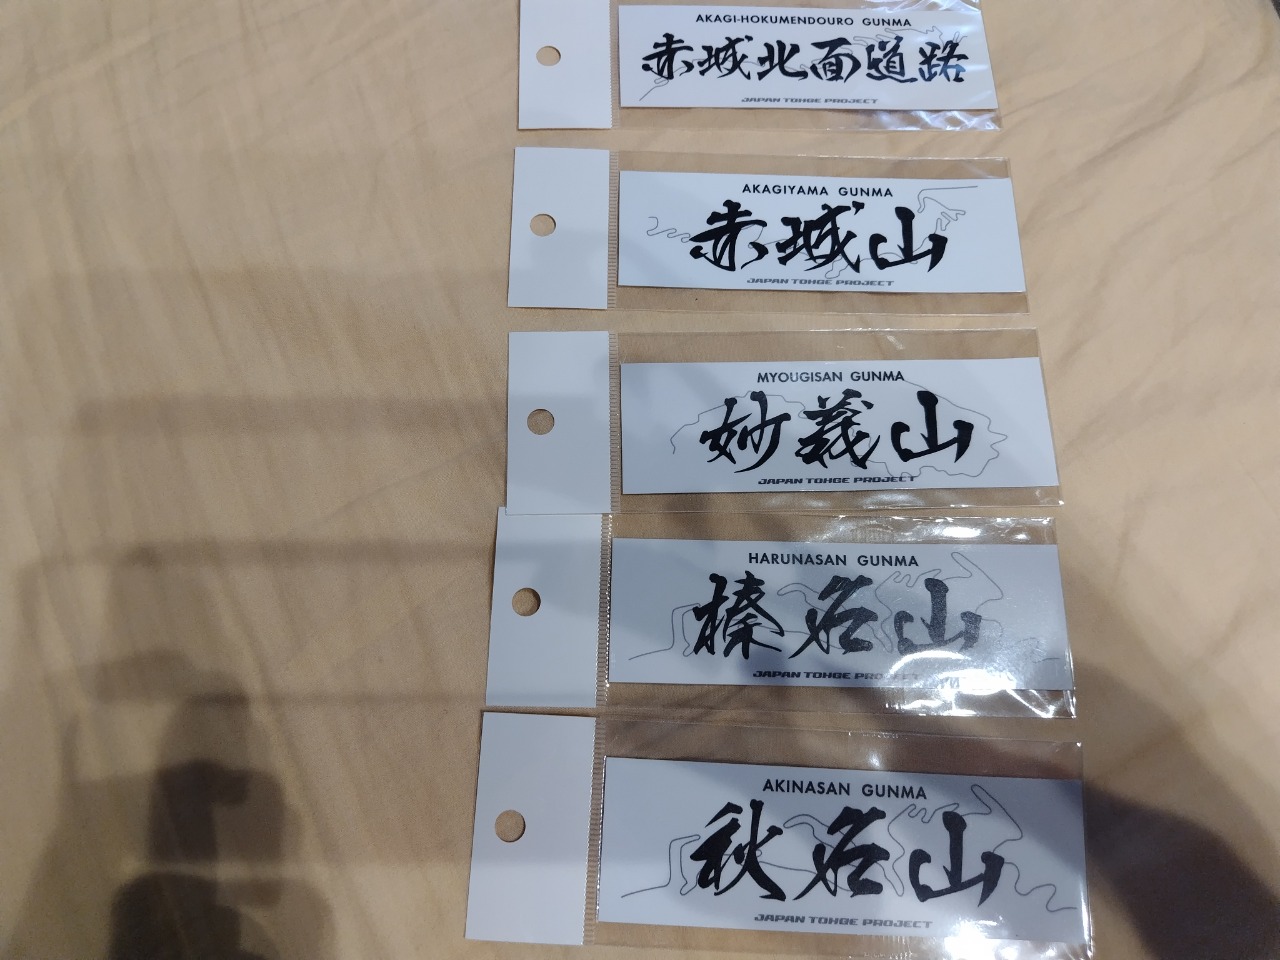 AKAGI-HOKUMENDOURO GUNMA
赤城北面道路
JAPAN TOHGE PROJECT
AKAGIYAMA GUNMA
赤城山
JAPAN TOHGE PROJECT
MYOUGISAN GUNMA
妙義山
JAPAN TOHGE PROJECT
HARUNASAN GUNMA
榛名山
JAPAN TOHGE PROJECT
AKINASAN GUNMA
秋名山
JAPAN TOHGE PROJECT